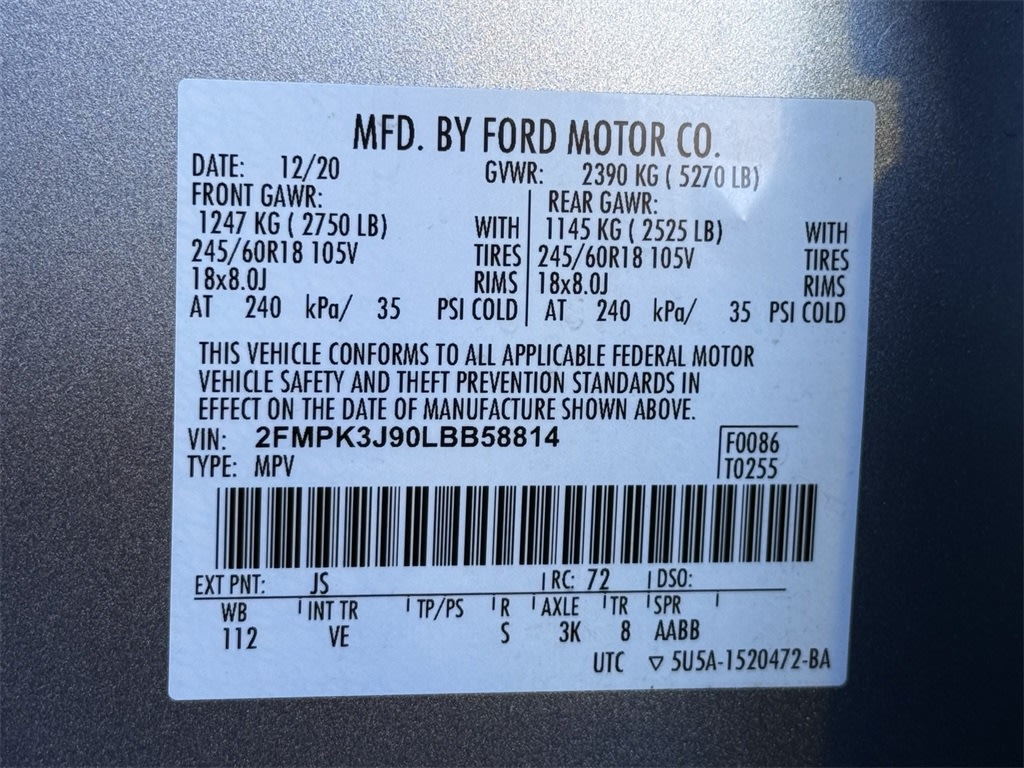 MFD. BY FORD MOTOR CO.
DATE: 12/20 GVWR: 2390 KG ( 5270 LB)
FRONT GAWR: REAR GAWR:
1247 KG ( 2750 LB) WITH 1145 KG ( 2525 LB) WITH
245/60R18 105V TIRES 245/60R18 105V TIRES
18x8.0J RIMS 18x8.0J RIMS
AT 240 kPa/ 35 PSI COLD AT 240 kPa/ 35 PSI COLD
THIS VEHICLE CONFORMS TO ALL APPLICABLE FEDERAL MOTOR
VEHICLE SAFETY AND THEFT PREVENTION STANDARDS IN
EFFECT ON THE DATE OF MANUFACTURE SHOWN ABOVE.
VIN: 2FMPK3J90LBB58814 F0086
TYPE: MPV T0255
EXT PNT: JS RC: 72 DSO:
WB INT TR TP/PS R AXLE TR SPR
112 VE S 3K 8 AABB
UTC ▽ 5U5A-1520472-BA